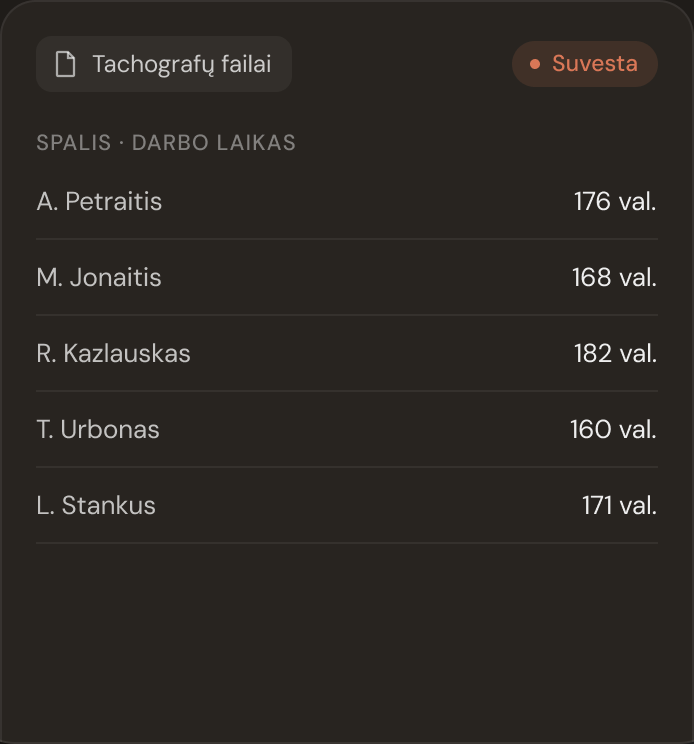 Tachografų failai
Suvesta
SPALIS · DARBO LAIKAS
A. Petraitis 176 val.
M. Jonaitis 168 val.
R. Kazlauskas 182 val.
T. Urbonas 160 val.
L. Stankus 171 val.